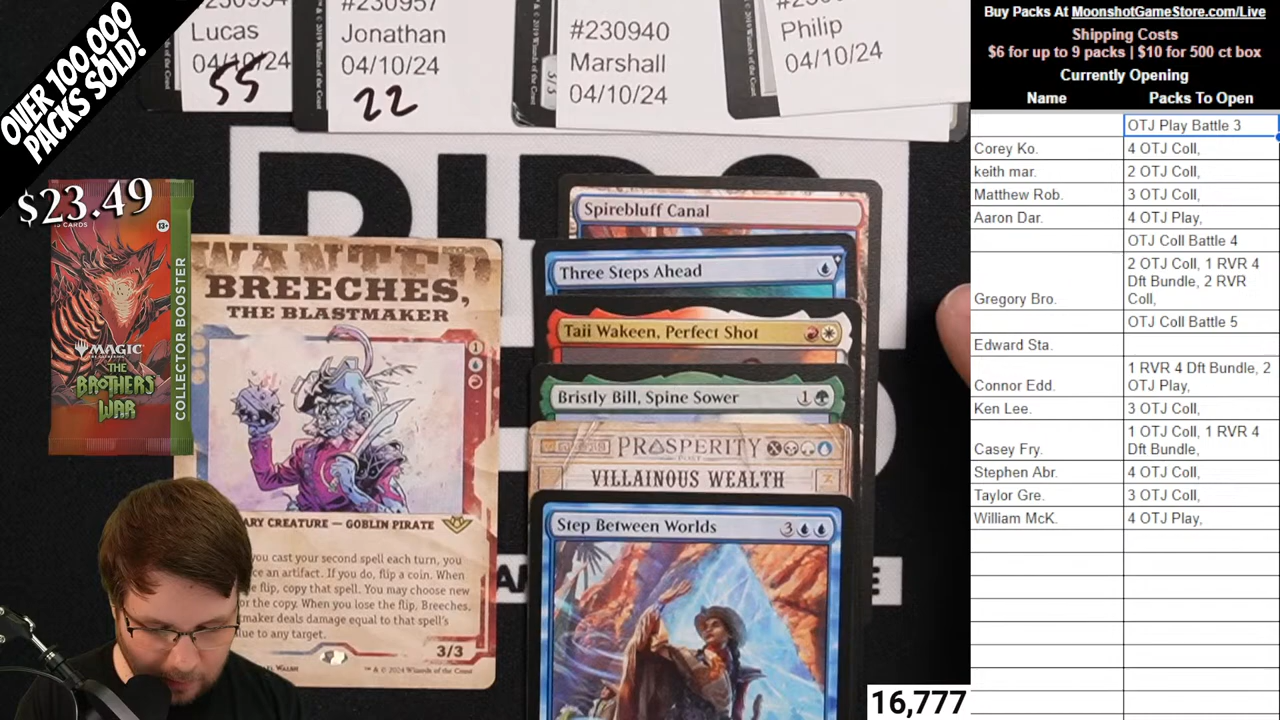 OVER 100,000
PACKS SOLD!
Lucas
04/10/24
55
#230957
Jonathan
04/10/24
22
#230940
Marshall
04/10/24
Philip
04/10/24
Buy Packs At MoonshotGameStore.com/Live
Shipping Costs
$6 for up to 9 packs | $10 for 500 ct box
Currently Opening
Name Packs To Open
OTJ Play Battle 3
Corey Ko. 4 OTJ Coll,
keith mar. 2 OTJ Coll,
Matthew Rob. 3 OTJ Coll,
Aaron Dar. 4 OTJ Play,
OTJ Coll Battle 4
Gregory Bro. 2 OTJ Coll, 1 RVR 4
Dft Bundle, 2 RVR
Coll,
OTJ Coll Battle 5
Edward Sta.
Connor Edd. 1 RVR 4 Dft Bundle, 2
OTJ Play,
Ken Lee. 3 OTJ Coll,
Casey Fry. 1 OTJ Coll, 1 RVR 4
Dft Bundle,
Stephen Abr. 4 OTJ Coll,
Taylor Gre. 3 OTJ Coll,
William McK. 4 OTJ Play,
$23.49
13+
MAGIC
THE
BROTHERS'
WAR
COLLECTOR BOOSTER
WANTED
BREECHES,
THE BLASTMAKER
1
ARY CREATURE — GOBLIN PIRATE
you cast your second spell each turn, you
ce an artifact. If you do, flip a coin. When
e flip, copy that spell. You may choose new
or the copy. When you lose the flip, Breeches,
tmaker deals damage equal to that spell's
ue to any target.
3/3
Spirebluff Canal
Three Steps Ahead
Taii Wakeen, Perfect Shot
Bristly Bill, Spine Sower 1
PROSPERITY X
VILLAINOUS WEALTH
Step Between Worlds 3
16,777